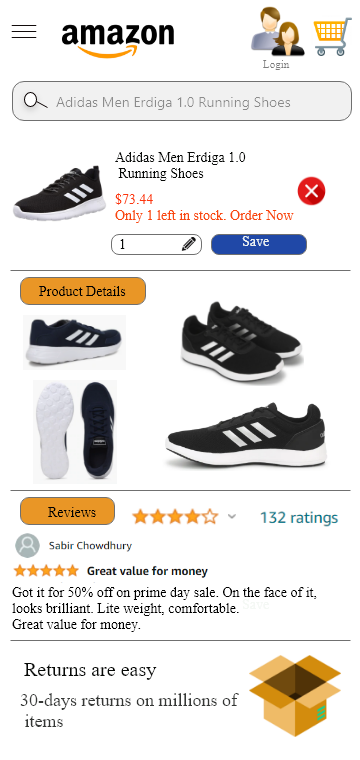 amazon
Login
Adidas Men Erdiga 1.0 Running Shoes
Adidas Men Erdiga 1.0
Running Shoes
$73.44
Only 1 left in stock. Order Now
1
Save
Product Details
Reviews
132 ratings
Sabir Chowdhury
Great value for money
Got it for 50% off on prime day sale. On the face of it,
looks brilliant. Lite weight, comfortable.
Save
Great value for money.
Returns are easy
30-days returns on millions of
items